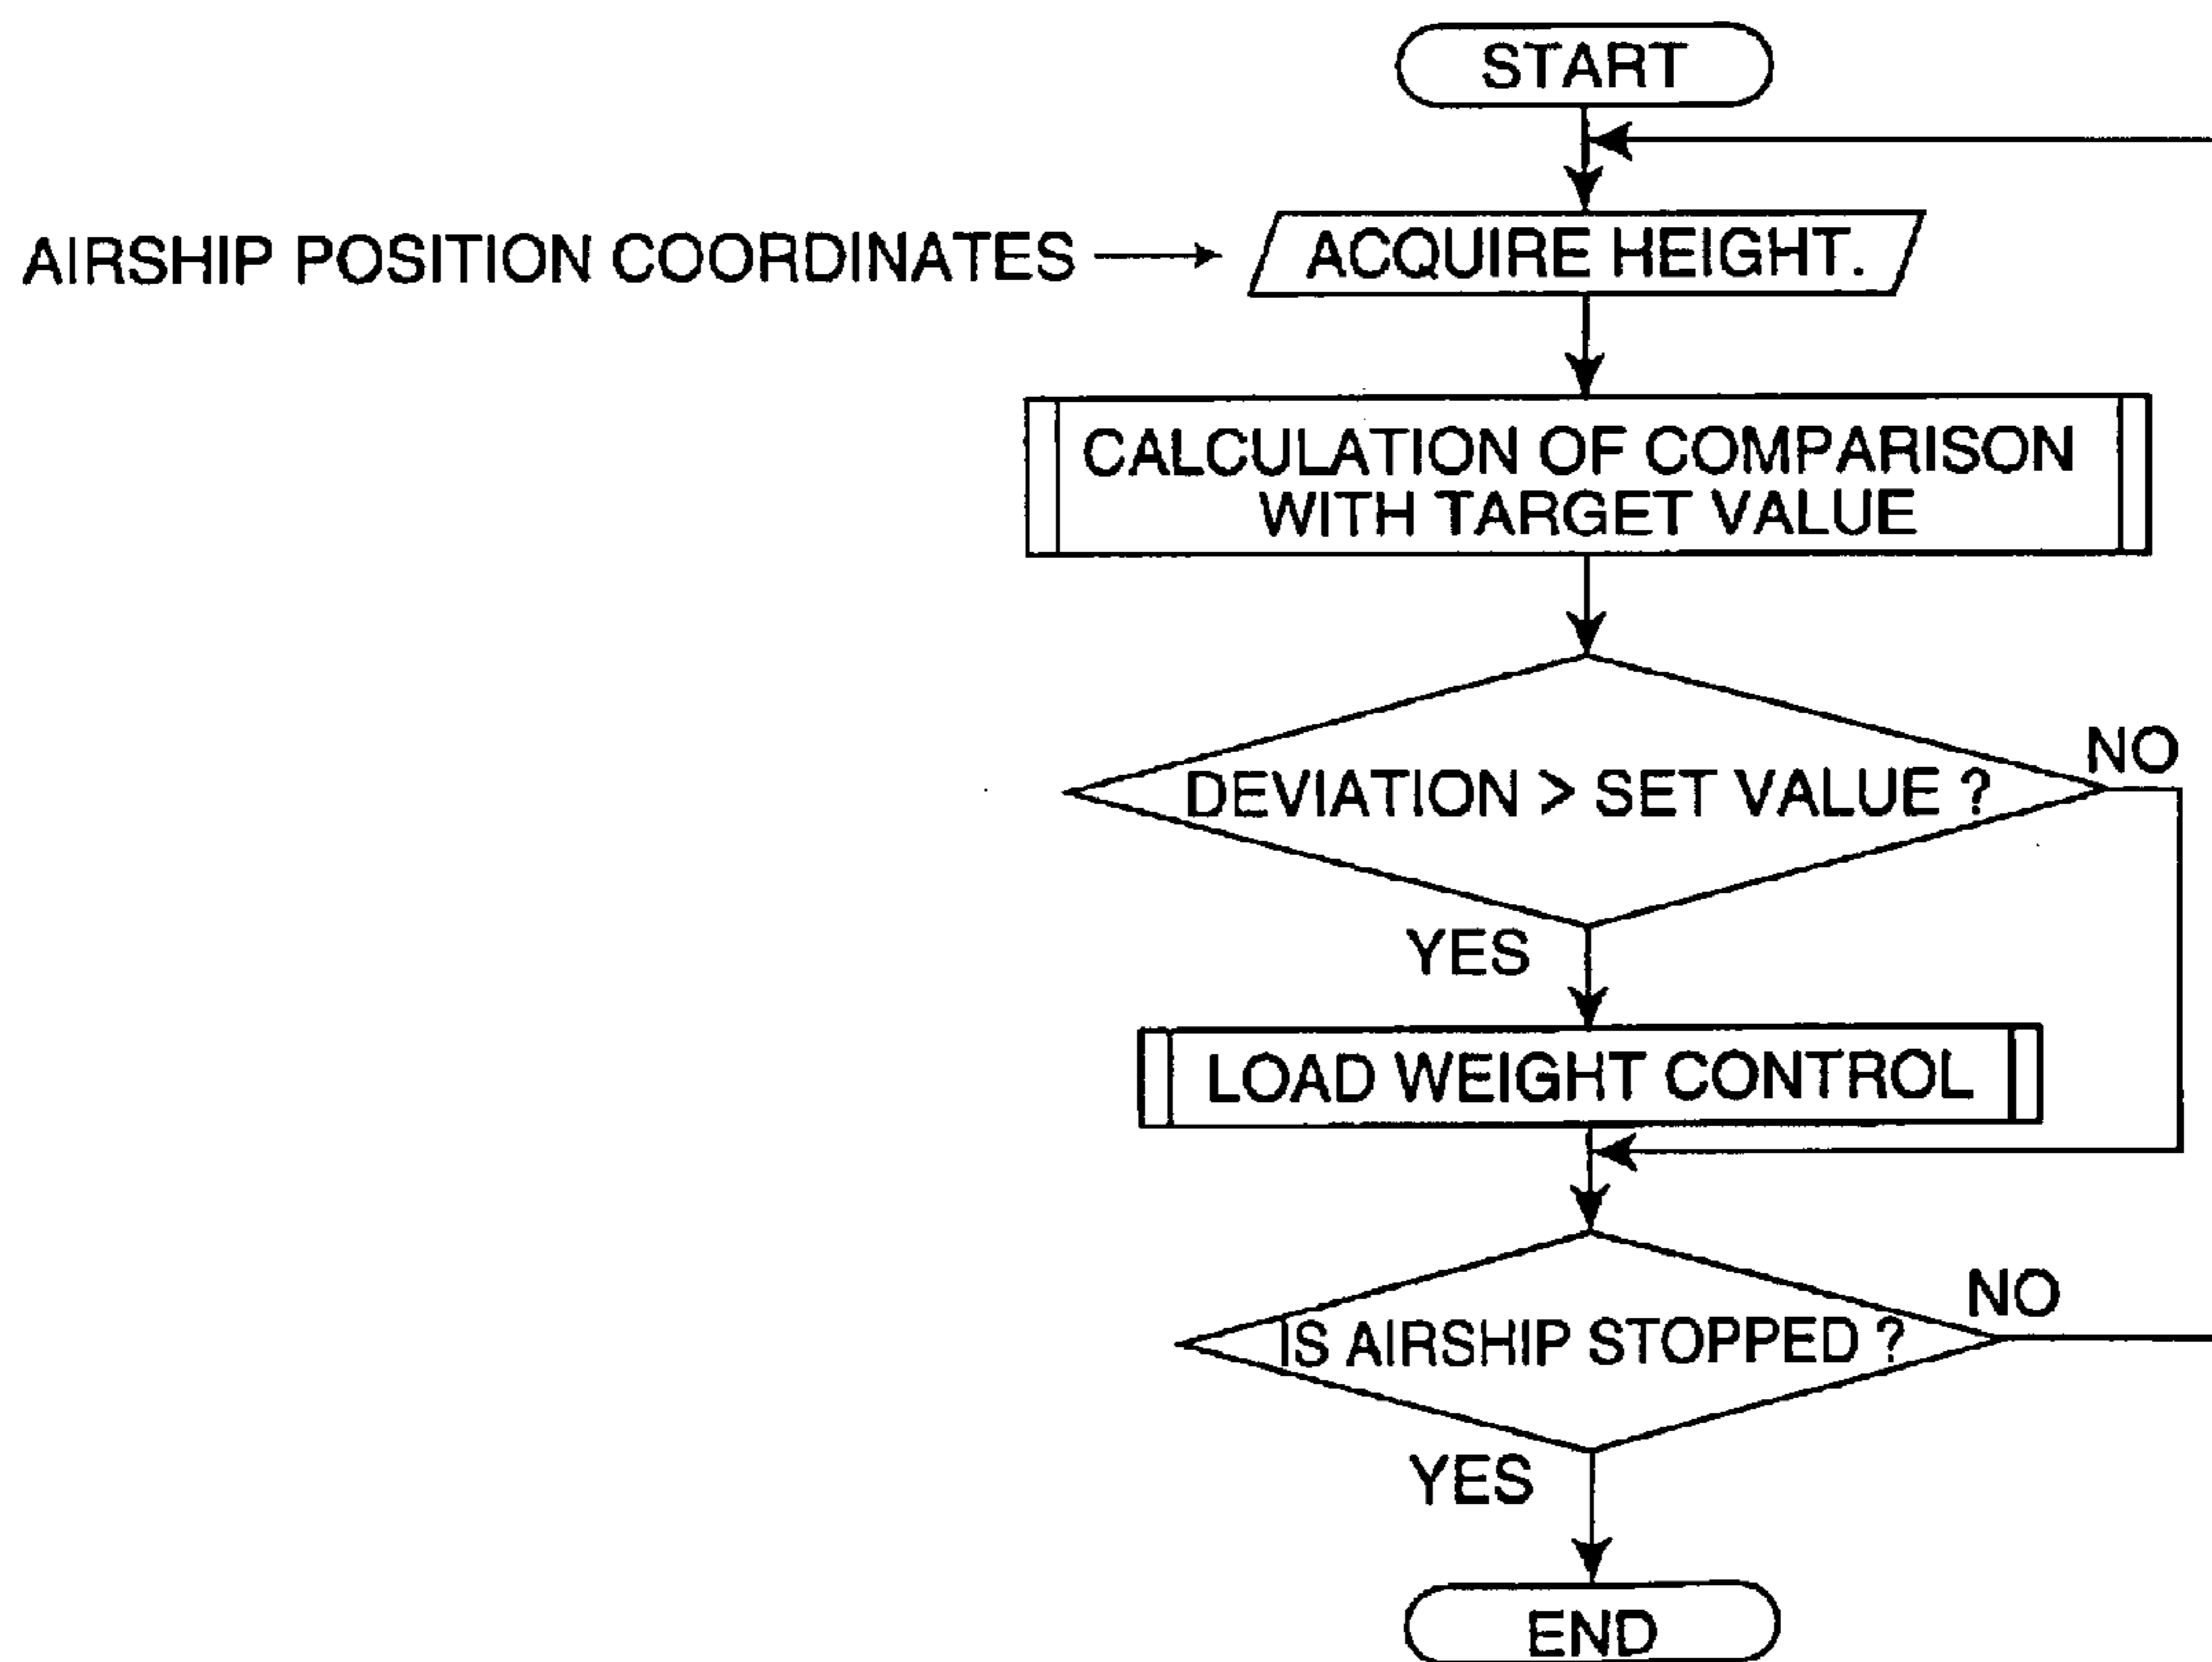 START
AIRSHIP POSITION COORDINATES
ACQUIRE HEIGHT.
CALCULATION OF COMPARISON
WITH TARGET VALUE
DEVIATION > SET VALUE ?
NO
YES
LOAD WEIGHT CONTROL
IS AIRSHIP STOPPED ?
NO
YES
END